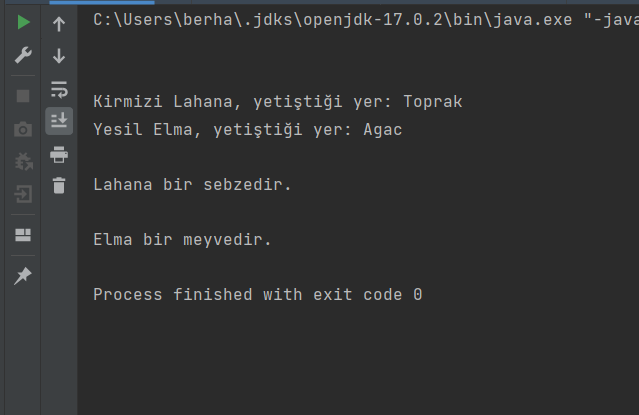 C:\Users\berha\.jdks\openjdk-17.0.2\bin\java.exe "-java
Kirmizi Lahana, yetiştiği yer: Toprak
Yesil Elma, yetiştiği yer: Agac
Lahana bir sebzedir.
Elma bir meyvedir.
Process finished with exit code 0